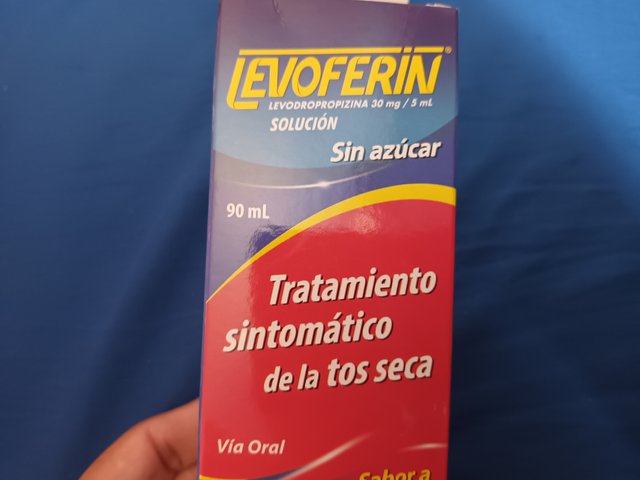 LEVOFERIN®
LEVODROPROPIZINA 30 mg / 5 mL
SOLUCIÓN
Sin azúcar
90 mL
Tratamiento
sintomático
de la tos seca
Vía Oral
Sabor a